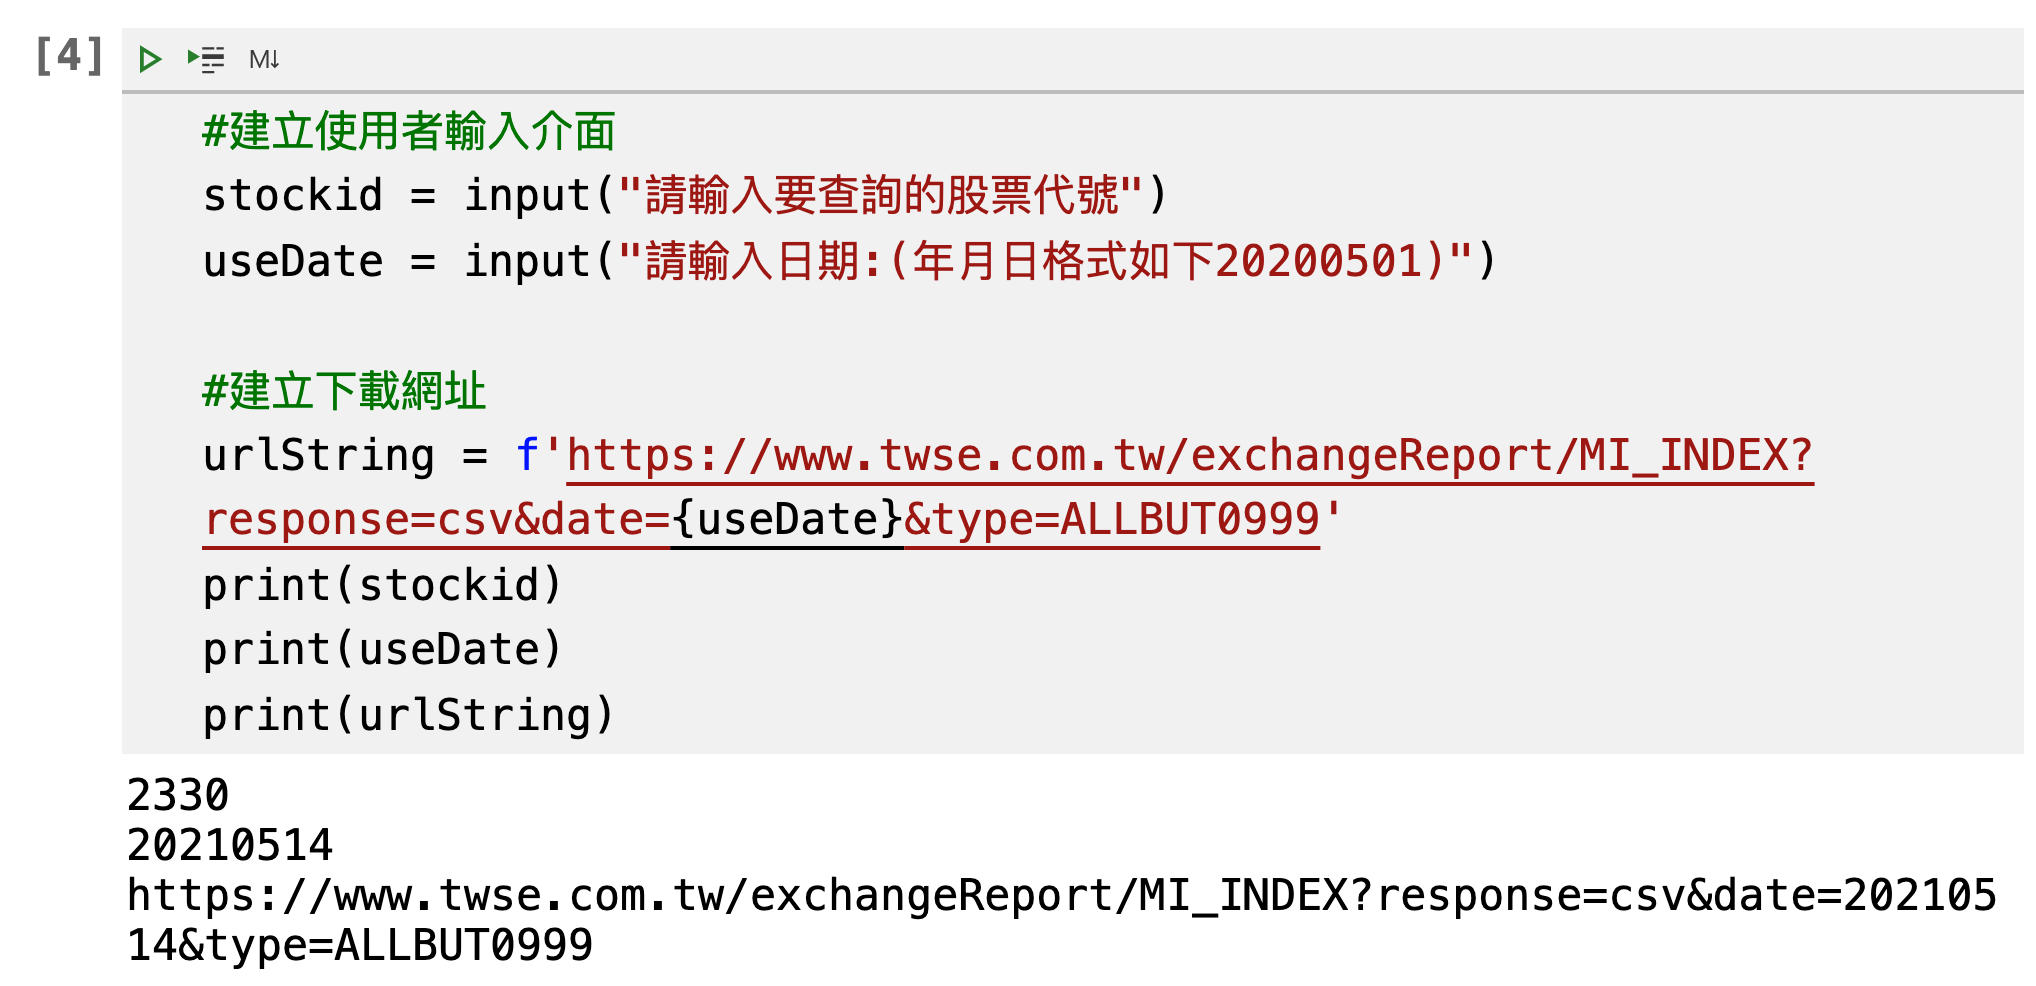 [4]
M↓
#建立使用者輸入介面
stockid = input("請輸入要查詢的股票代號")
useDate = input("請輸入日期:(年月日格式如下20200501)")
#建立下載網址
urlString = f'https://www.twse.com.tw/exchangeReport/MI_INDEX?
response=csv&date={useDate}&type=ALLBUT0999'
print(stockid)
print(useDate)
print(urlString)
2330
20210514
https://www.twse.com.tw/exchangeReport/MI_INDEX?response=csv&date=202105
14&type=ALLBUT0999